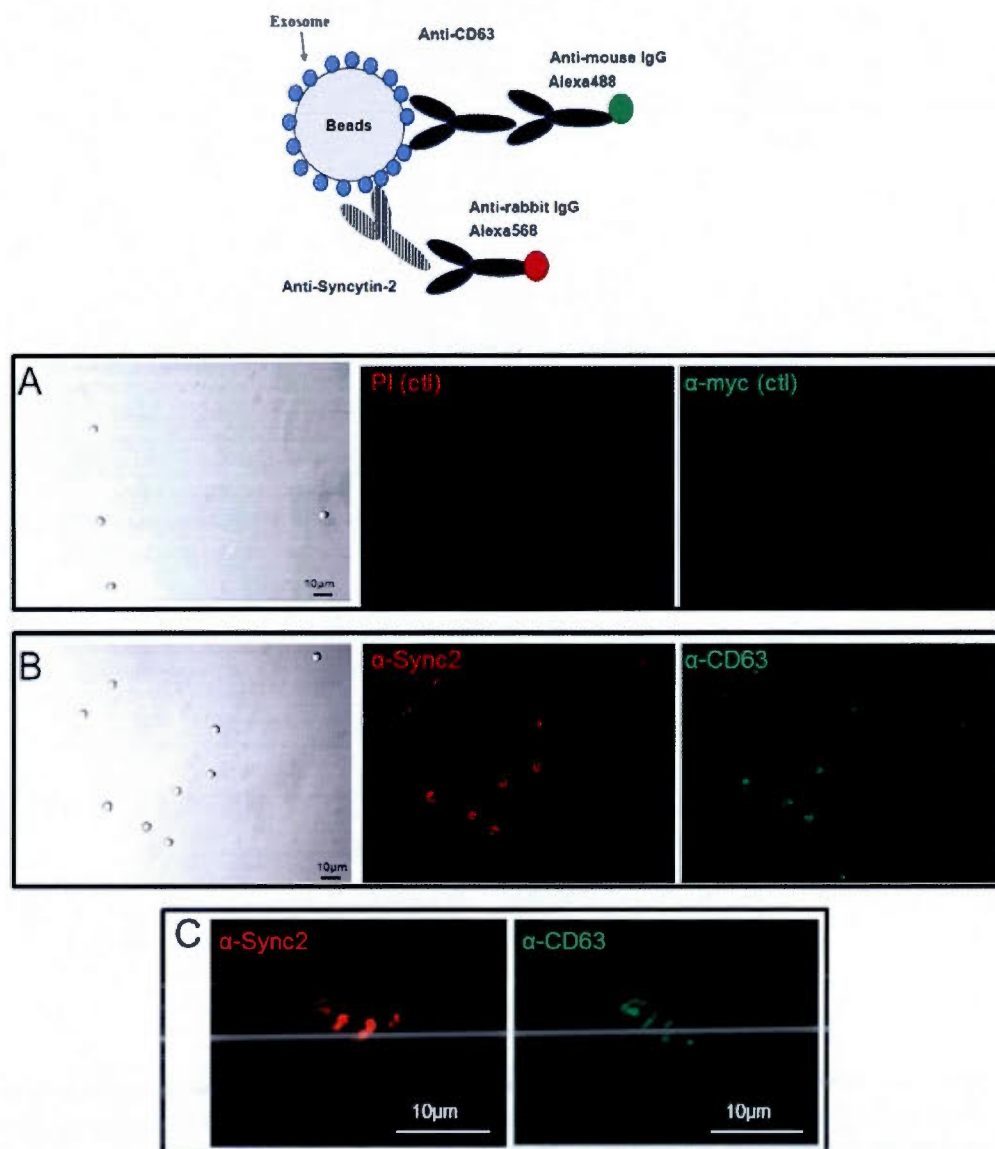 Exosome
Anti-CD63
Anti-mouse IgG
Alexa488
Beads
Anti-rabbit IgG
Alexa568
Anti-Syncytin-2
A
PI (ctl)
α-myc (ctl)
10µm
B
α-Sync2
α-CD63
10µm
C
α-Sync2
α-CD63
10µm
10µm